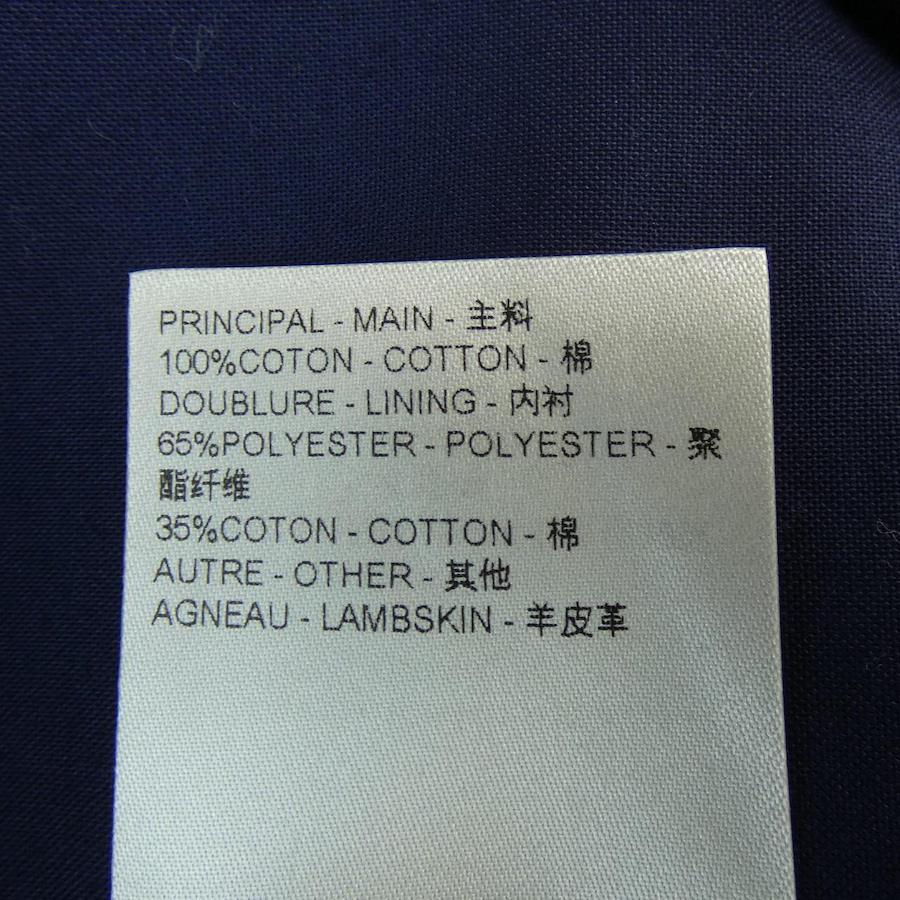 PRINCIPAL - MAIN - 主料
100%COTON - COTTON - 棉
DOUBLURE - LINING - 内衬
65%POLYESTER - POLYESTER - 聚
酯纤维
35%COTON - COTTON - 棉
AUTRE - OTHER - 其他
AGNEAU - LAMBSKIN - 羊皮革